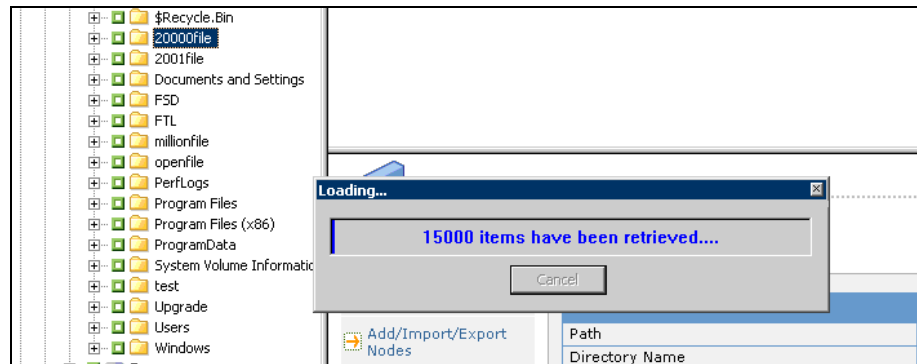 $Recycle.Bin
20000file
2001file
Documents and Settings
FSD
FTL
millionfile
openfile
PerfLogs
Program Files
Program Files (x86)
ProgramData
System Volume Informatic
test
Upgrade
Users
Windows
Loading...
15000 items have been retrieved....
Cancel
Add/Import/Export
Nodes
Path
Directory Name